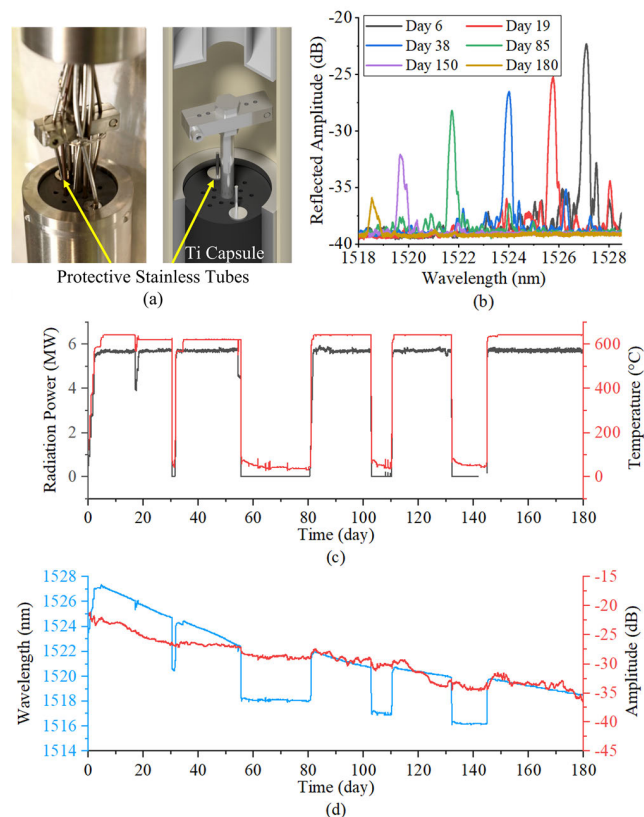 Ti Capsule
Protective Stainless Tubes
(a)
Day 6 Day 19
Day 38 Day 85
Day 150 Day 180
Reflected Amplitude (dB)
-20
-25
-30
-35
-40
1518 1520 1522 1524 1526 1528
Wavelength (nm)
(b)
Radiation Power (MW)
6
4
2
0
Temperature (°C)
600
400
200
0
0 20 40 60 80 100 120 140 160 180
Time (day)
(c)
Wavelength (nm)
1528
1526
1524
1522
1520
1518
1516
1514
Amplitude (dB)
-15
-20
-25
-30
-35
-40
-45
0 20 40 60 80 100 120 140 160 180
Time (day)
(d)